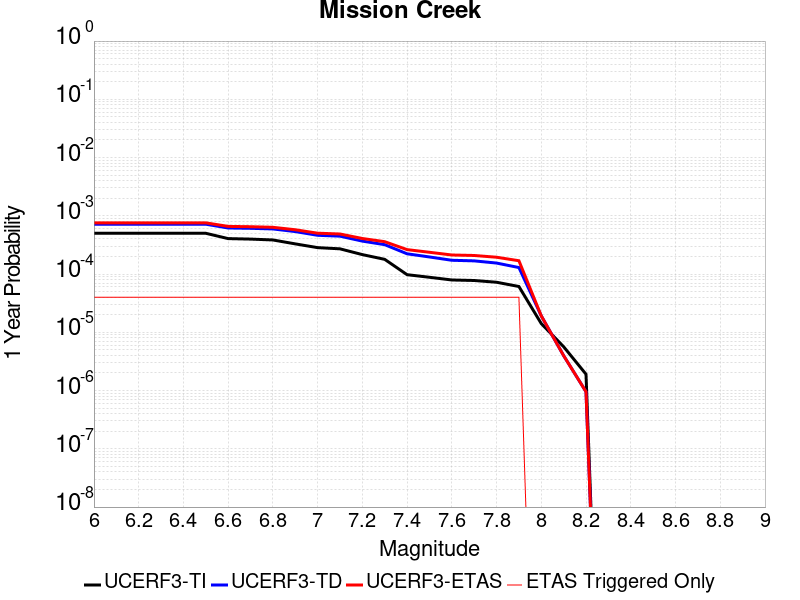 Mission Creek
10^0
10^-1
10^-2
10^-3
10^-4
10^-5
10^-6
10^-7
10^-8
1 Year Probability
6 6.2 6.4 6.6 6.8 7 7.2 7.4 7.6 7.8 8 8.2 8.4 8.6 8.8 9
Magnitude
UCERF3-TI UCERF3-TD UCERF3-ETAS ETAS Triggered Only